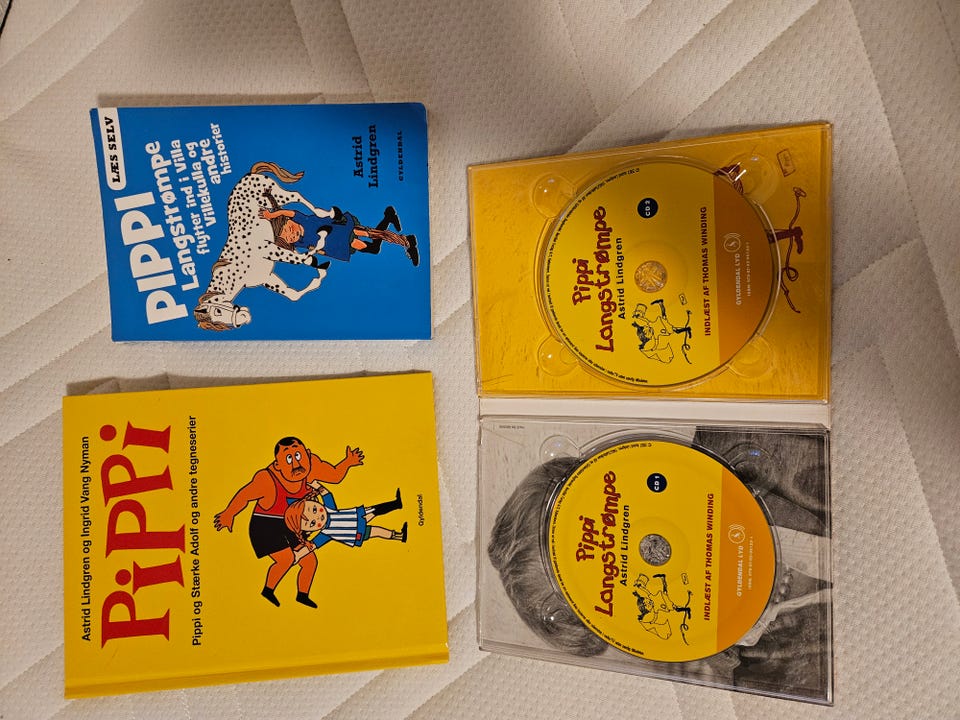 LÆS SELV
PIPPI
Langstrømpe
flytter ind i Villa
Villekulla og
andre
historier
Astrid
Lindgren
GYLDENDAL
Astrid Lindgren og Ingrid Vang Nyman
PiPPi
Pippi og Stærke Adolf og andre tegneserier
Gyldendal
Pippi
Langstrømpe
Astrid Lindgren
CD 2
INDLÆST AF THOMAS WINDING
GYLDENDAL LYD
Pippi
Langstrømpe
Astrid Lindgren
CD 1
INDLÆST AF THOMAS WINDING
GYLDENDAL LYD